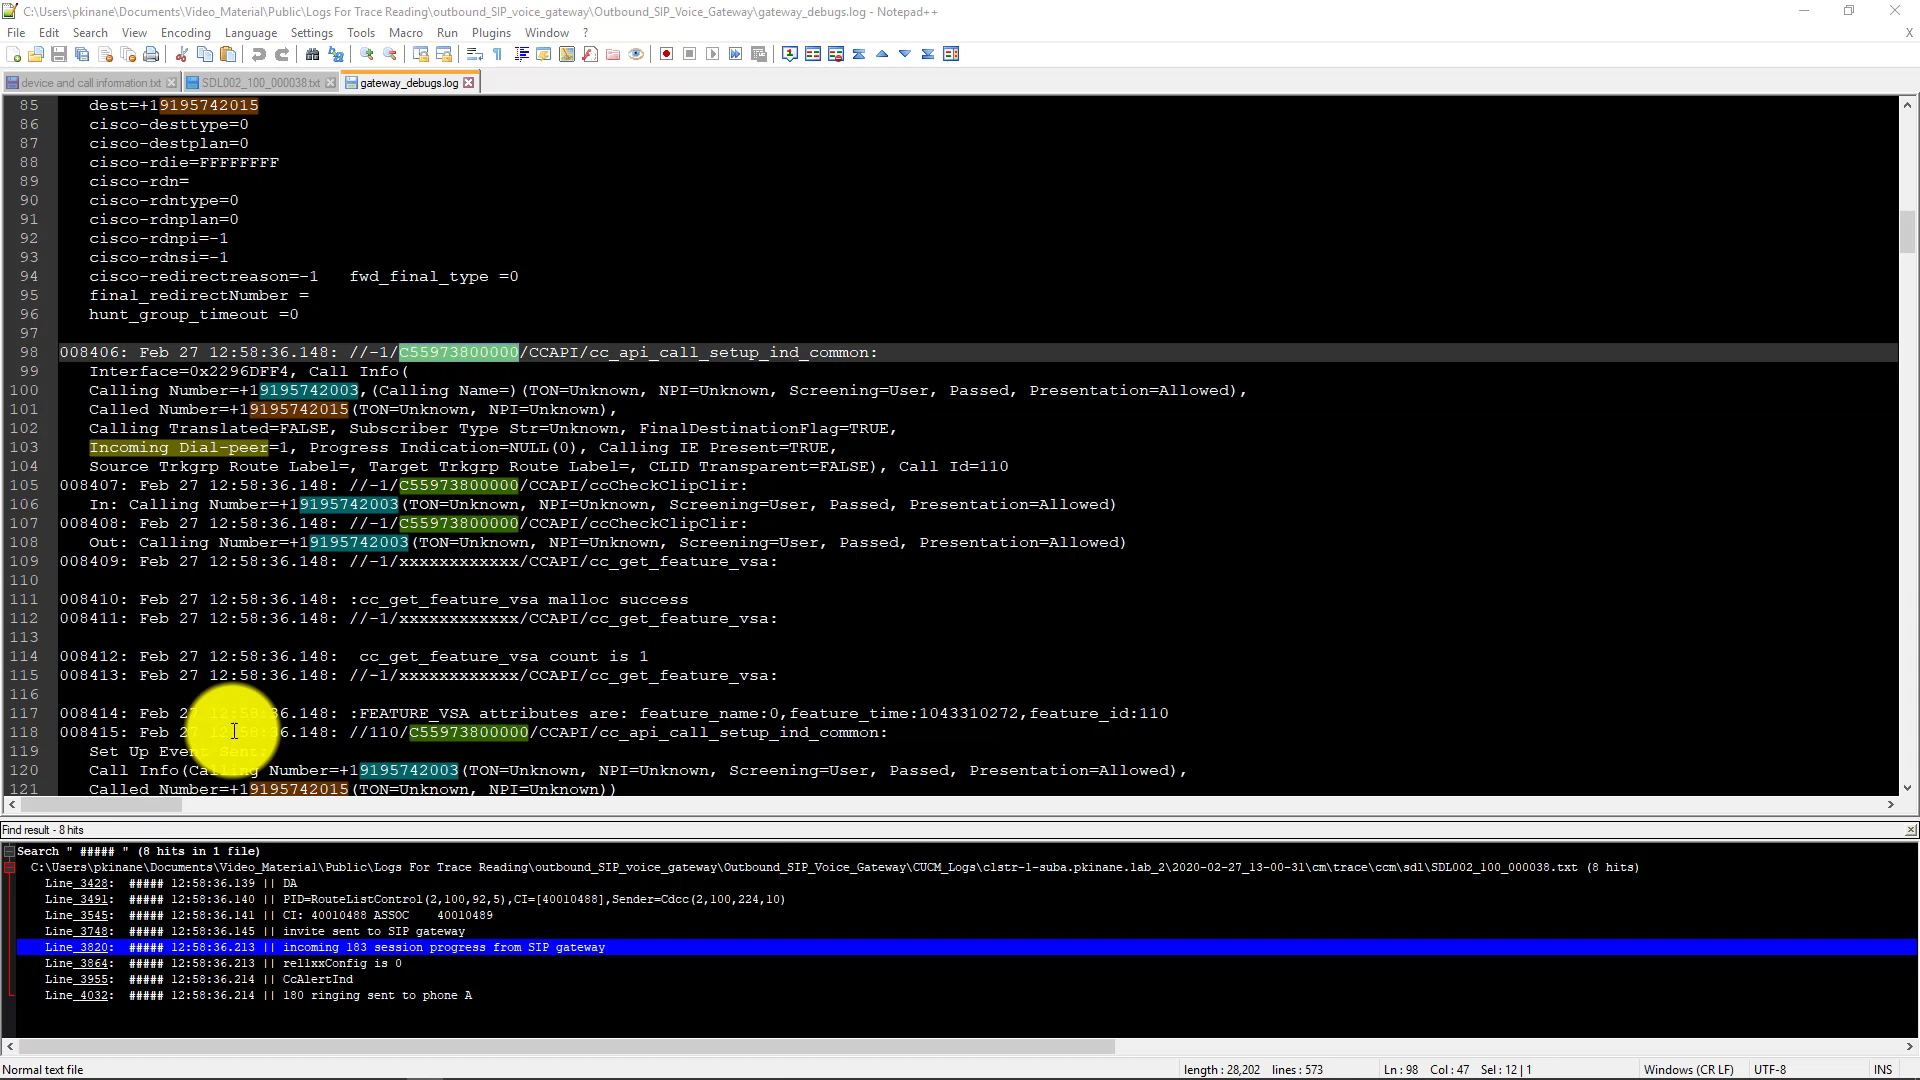 C:\Users\pkinane\Documents\Video_Material\Public\Logs For Trace Reading\outbound_SIP_voice_gateway\Outbound_SIP_Voice_Gateway\gateway_debugs.log - Notepad++
File Edit Search View Encoding Language Settings Tools Macro Run Plugins Window ? X
device and call information.txt SDL002_100_000038.txt gateway_debugs.log
85 dest=+19195742015
86 cisco-desttype=0
87 cisco-destplan=0
88 cisco-rdie=FFFFFFFF
89 cisco-rdn=
90 cisco-rdntype=0
91 cisco-rdnplan=0
92 cisco-rdnpi=-1
93 cisco-rdnsi=-1
94 cisco-redirectreason=-1 fwd_final_type =0
95 final_redirectNumber =
96 hunt_group_timeout =0
97
98 008406: Feb 27 12:58:36.148: //-1/C55973800000/CCAPI/cc_api_call_setup_ind_common:
99 Interface=0x2296DFF4, Call Info(
100 Calling Number=+19195742003,(Calling Name=)(TON=Unknown, NPI=Unknown, Screening=User, Passed, Presentation=Allowed),
101 Called Number=+19195742015(TON=Unknown, NPI=Unknown),
102 Calling Translated=FALSE, Subscriber Type Str=Unknown, FinalDestinationFlag=TRUE,
103 Incoming Dial-peer=1, Progress Indication=NULL(0), Calling IE Present=TRUE,
104 Source Trkgrp Route Label=, Target Trkgrp Route Label=, CLID Transparent=FALSE), Call Id=110
105 008407: Feb 27 12:58:36.148: //-1/C55973800000/CCAPI/ccCheckClipClir:
106 In: Calling Number=+19195742003(TON=Unknown, NPI=Unknown, Screening=User, Passed, Presentation=Allowed)
107 008408: Feb 27 12:58:36.148: //-1/C55973800000/CCAPI/ccCheckClipClir:
108 Out: Calling Number=+19195742003(TON=Unknown, NPI=Unknown, Screening=User, Passed, Presentation=Allowed)
109 008409: Feb 27 12:58:36.148: //-1/xxxxxxxxxxxx/CCAPI/cc_get_feature_vsa:
110
111 008410: Feb 27 12:58:36.148: :cc_get_feature_vsa malloc success
112 008411: Feb 27 12:58:36.148: //-1/xxxxxxxxxxxx/CCAPI/cc_get_feature_vsa:
113
114 008412: Feb 27 12:58:36.148: cc_get_feature_vsa count is 1
115 008413: Feb 27 12:58:36.148: //-1/xxxxxxxxxxxx/CCAPI/cc_get_feature_vsa:
116
117 008414: Feb 27 12:58:36.148: :FEATURE_VSA attributes are: feature_name:0,feature_time:1043310272,feature_id:110
118 008415: Feb 27 12:58:36.148: //110/C55973800000/CCAPI/cc_api_call_setup_ind_common:
119 Set Up Event Sent;
120 Call Info(Calling Number=+19195742003(TON=Unknown, NPI=Unknown, Screening=User, Passed, Presentation=Allowed),
121 Called Number=+19195742015(TON=Unknown, NPI=Unknown))
Find result - 8 hits
Search " ##### " (8 hits in 1 file)
C:\Users\pkinane\Documents\Video_Material\Public\Logs For Trace Reading\outbound_SIP_voice_gateway\Outbound_SIP_Voice_Gateway\CUCM_Logs\clstr-1-suba.pkinane.lab_2\2020-02-27_13-00-31\cm\trace\ccm\sdl\SDL002_100_000038.txt (8 hits)
Line 3428: ##### 12:58:36.139 || DA
Line 3491: ##### 12:58:36.140 || PID=RouteListControl(2,100,92,5),CI=[40010488],Sender=Cdcc(2,100,224,10)
Line 3545: ##### 12:58:36.141 || CI: 40010488 ASSOC 40010489
Line 3748: ##### 12:58:36.145 || invite sent to SIP gateway
Line 3820: ##### 12:58:36.213 || incoming 183 session progress from SIP gateway
Line 3864: ##### 12:58:36.213 || rel1xxConfig is 0
Line 3955: ##### 12:58:36.214 || CcAlertInd
Line 4032: ##### 12:58:36.214 || 180 ringing sent to phone A
Normal text file length : 28,202 lines : 573 Ln : 98 Col : 47 Sel : 12 | 1 Windows (CR LF) UTF-8 INS